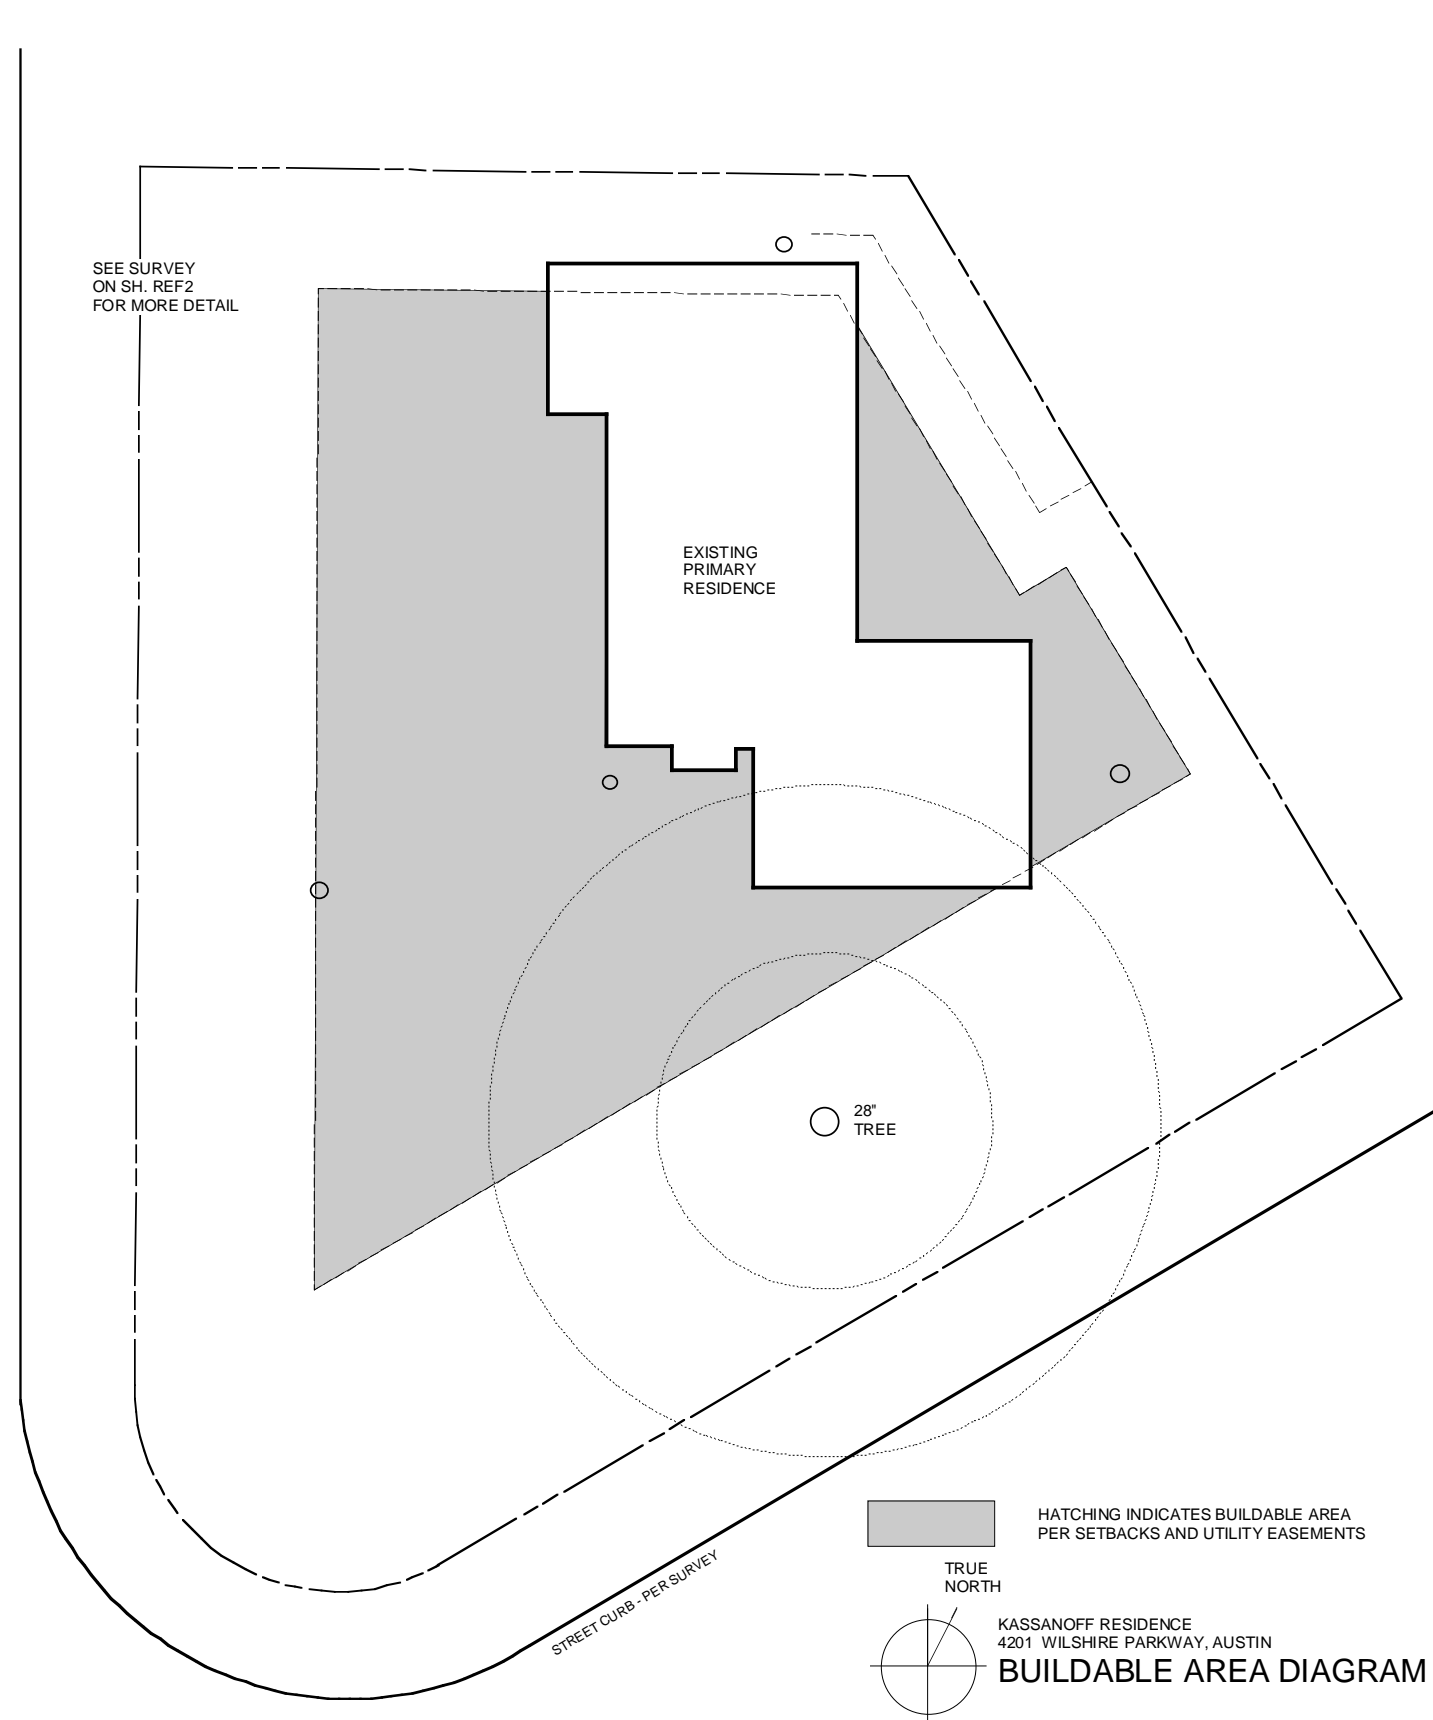 SEE SURVEY
ON SH. REF2
FOR MORE DETAIL
EXISTING
PRIMARY
RESIDENCE
28"
TREE
STREET CURB - PER SURVEY
HATCHING INDICATES BUILDABLE AREA
PER SETBACKS AND UTILITY EASEMENTS
TRUE
NORTH
KASSANOFF RESIDENCE
4201 WILSHIRE PARKWAY, AUSTIN
BUILDABLE AREA DIAGRAM